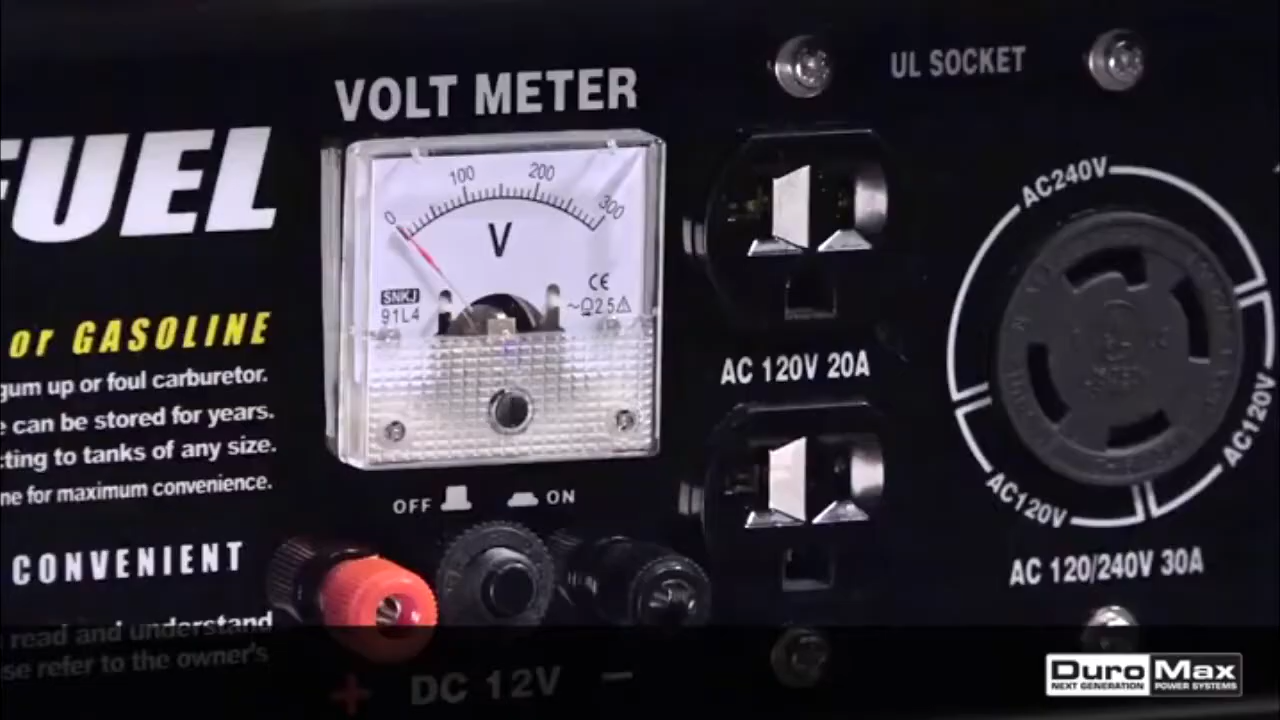 FUEL
or GASOLINE
gum up or foul carburetor.
can be stored for years.
cting to tanks of any size.
ne for maximum convenience.
CONVENIENT
read and understand
se refer to the owner's
VOLT METER
0 100 200 300
V
SNKJ
91L4
CE
2.5
OFF ON
+ DC 12V −
UL SOCKET
AC 120V 20A
AC240V
AC120V
AC120V
AC 120/240V 30A
DuroMax
NEXT GENERATION POWER SYSTEMS